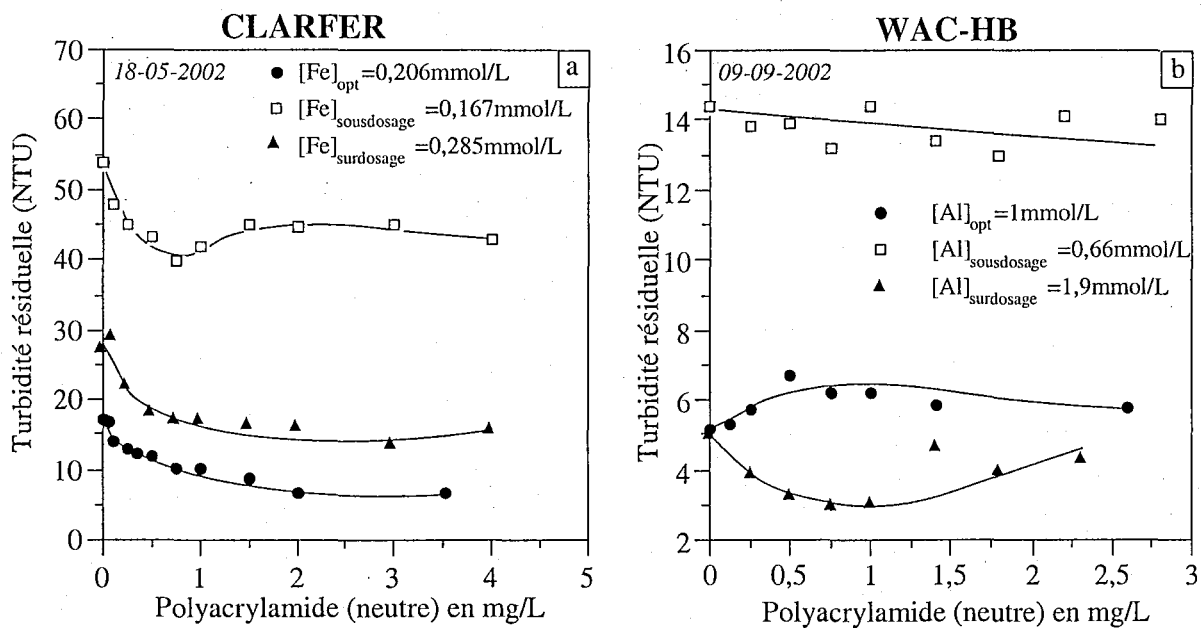 CLARFER
18-05-2002
a
[Fe]opt=0,206mmol/L
[Fe]sousdosage =0,167mmol/L
[Fe]surdosage =0,285mmol/L
Turbidité résiduelle (NTU)
70
60
50
40
30
20
10
0
0 1 2 3 4 5
Polyacrylamide (neutre) en mg/L
WAC-HB
09-09-2002
b
[Al]opt=1mmol/L
[Al]sousdosage =0,66mmol/L
[Al]surdosage =1,9mmol/L
Turbidité résiduelle (NTU)
16
14
12
10
8
6
4
2
0 0,5 1 1,5 2 2,5 3
Polyacrylamide (neutre) en mg/L